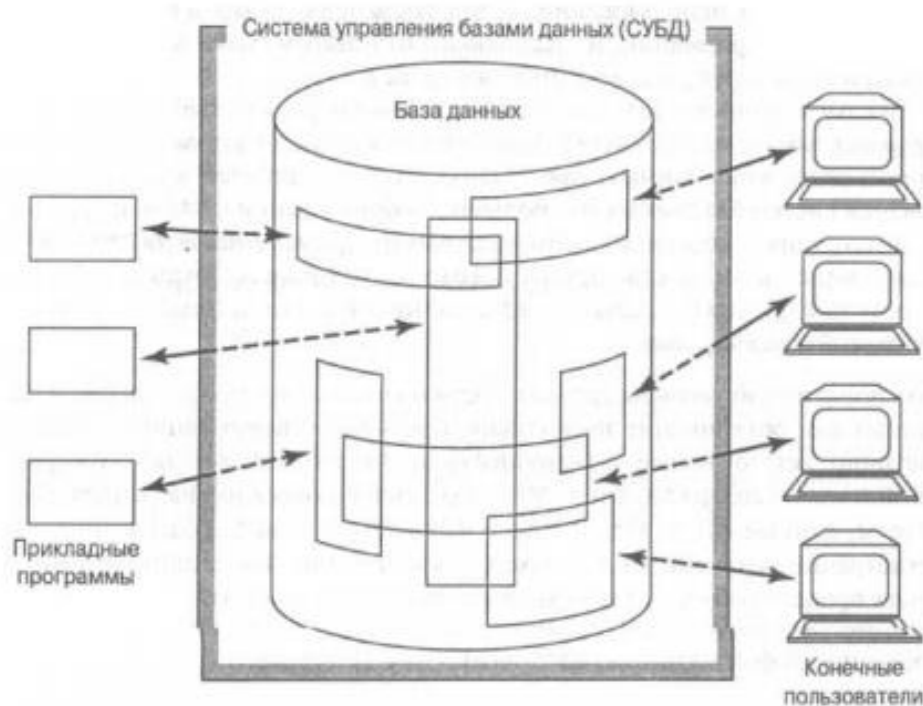 Система управления базами данных (СУБД)
База данных
Прикладные
программы
Конечные
пользователи